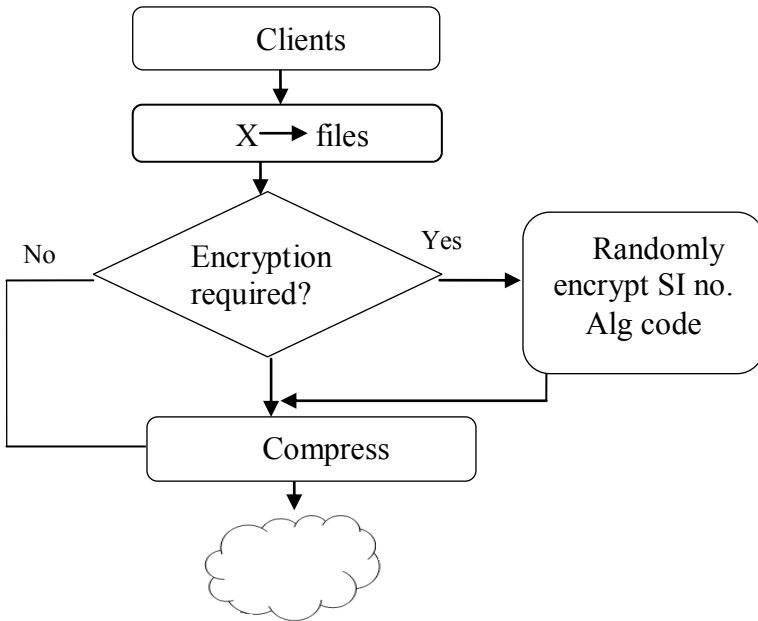 Clients
X files
No
Yes
Encryption
required?
Randomly
encrypt SI no.
Alg code
Compress